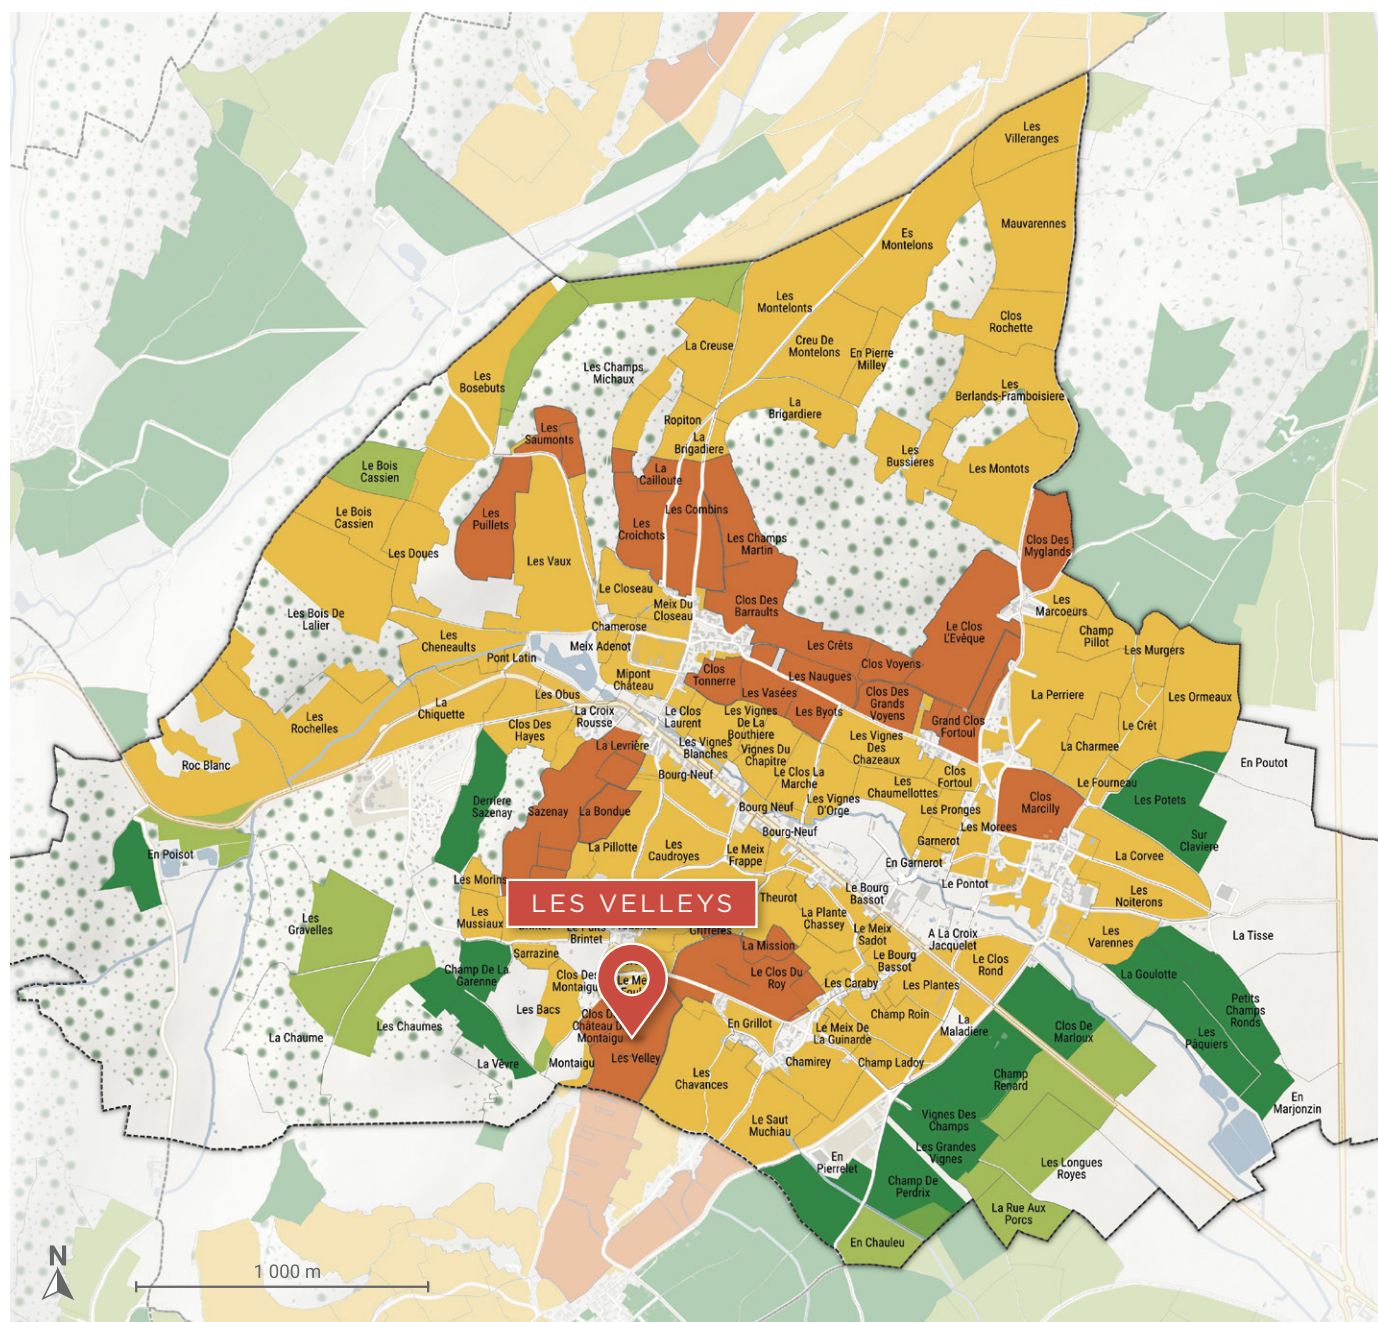 Les
Villeranges
Mauvarennes
Es
Montelons
Les
Montelonts
Clos
Rochette
La Creuse
Creu De
Montelons
En Pierre
Milley
Les Champs
Michaux
Les
Bosebuts
Les
Berlands-Framboisiere
La
Brigardiere
Ropiton
La
Brigadiere
Les
Saumonts
Les
Bussieres
Les Montots
Le Bois
Cassien
La
Cailloute
Le Bois
Cassien
Les
Puillets
Les Combins
Les
Croichots
Les Champs
Martin
Clos Des
Myglands
Les Doues
Les Vaux
Le Closeau
Meix Du
Closeau
Clos Des
Barraults
Les
Marcoeurs
Les Bois De
Lalier
Chamerose
Le Clos
L'Evêque
Champ
Pillot
Les
Cheneaults
Meix Adenot
Les Crêts
Les Murgers
Pont Latin
Clos Voyens
Mipont
Château
Clos
Tonnerre
Les Naugues
Les Vasées
Les Obus
La Perriere
Les Ormeaux
Clos Des
Grands
Voyens
La
Chiquette
La Croix
Rousse
Le Clos
Laurent
Les Vignes
De La
Bouthiere
Les Byots
Les
Rochelles
Clos Des
Hayes
Grand Clos
Fortoul
Le Crêt
La Levrière
Les Vignes
Blanches
Vignes Du
Chapitre
Les Vignes
Des
Chazeaux
La Charmee
Roc Blanc
Bourg-Neuf
Le Clos La
Marche
Clos
Fortoul
Le Fourneau
En Poutot
Les
Chaumellottes
Derriere
Sazenay
Sazenay
La Bondue
Bourg Neuf
Les Vignes
D'Orge
Les Pronges
Clos
Marcilly
Les Potets
Bourg-Neuf
Les Morees
Sur
Claviere
La Pillotte
Les
Caudroyes
Le Meix
Frappe
Garnerot
En Poisot
En Garnerot
La Corvee
Les Morins
Le Pontot
LES VELLEYS
Theurot
Le Bourg
Bassot
Les
Noiterons
Les
Gravelles
Les
Mussiaux
Brintet
La Plante
Chassey
Le Meix
Sadot
A La Croix
Jacquelet
Les
Varennes
La Tisse
Griffères
La Mission
Sarrazine
Le Bourg
Bassot
Le Clos
Rond
Champ De La
Garenne
Le Clos Du
Roy
La Goulotte
Les Caraby
Les Plantes
Les Bacs
Petits
Champs
Ronds
En Grillot
Champ Roin
La Chaume
Les Chaumes
Château
Montaigu
Le Meix De
La Guinarde
La
Maladiere
Clos De
Marloux
Les
Pâquiers
La Vèvre
Montaigu
Les Velley
Chamirey
Champ Ladoy
Les
Chavances
Champ
Renard
En
Marjonzin
Le Saut
Muchiau
Vignes Des
Champs
Les Grandes
Vignes
En
Pierrelet
Les Longues
Royes
Champ De
Perdrix
La Rue Aux
Porcs
En Chauleu
N
1 000 m